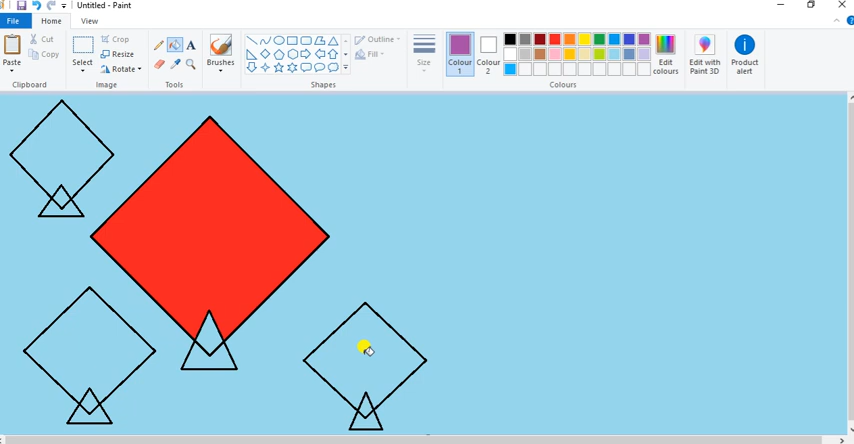 Untitled - Paint
File
Home
View
Paste
Cut
Copy
Clipboard
Select
Crop
Resize
Rotate
Image
A
Tools
Brushes
Outline
Fill
Shapes
Size
Colour
1
Colour
2
Edit
colours
Colours
Edit with
Paint 3D
Product
alert